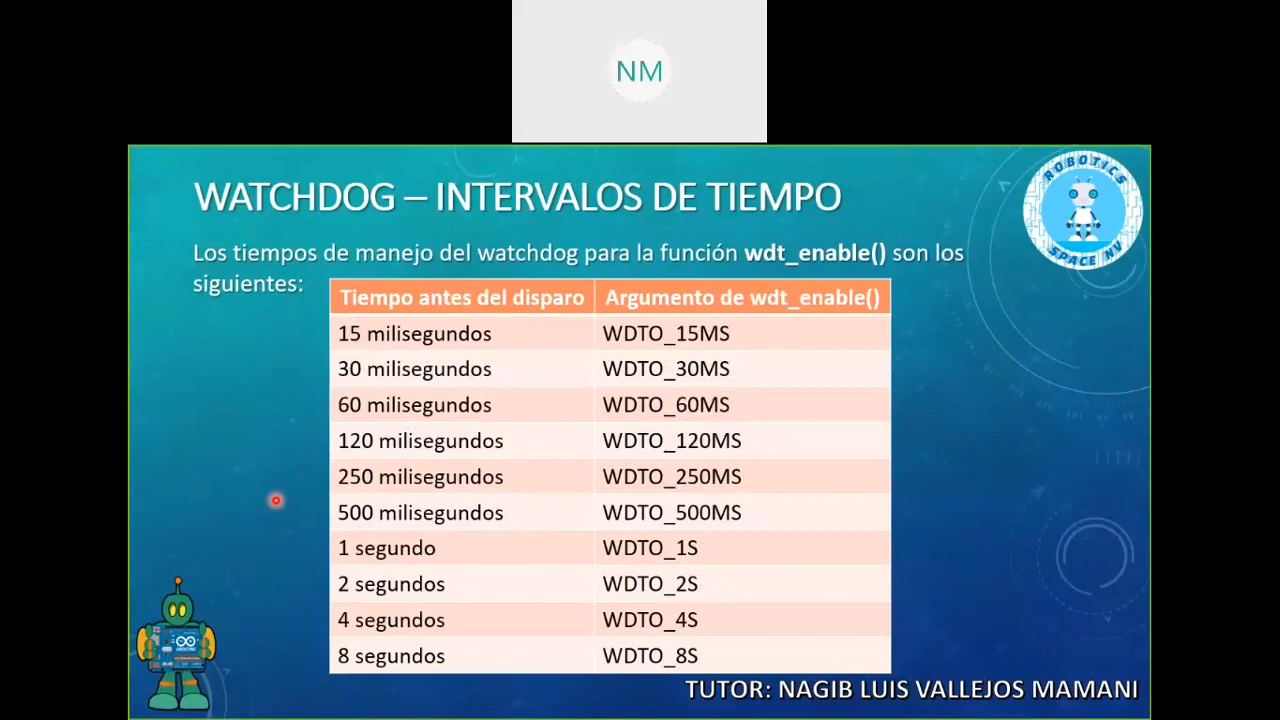 NM
WATCHDOG – INTERVALOS DE TIEMPO
ROBOTICS
SPACE NV
Los tiempos de manejo del watchdog para la función wdt_enable() son los
siguientes:
Tiempo antes del disparo Argumento de wdt_enable()
15 milisegundos WDTO_15MS
30 milisegundos WDTO_30MS
60 milisegundos WDTO_60MS
120 milisegundos WDTO_120MS
250 milisegundos WDTO_250MS
500 milisegundos WDTO_500MS
1 segundo WDTO_1S
2 segundos WDTO_2S
4 segundos WDTO_4S
8 segundos WDTO_8S
TUTOR: NAGIB LUIS VALLEJOS MAMANI